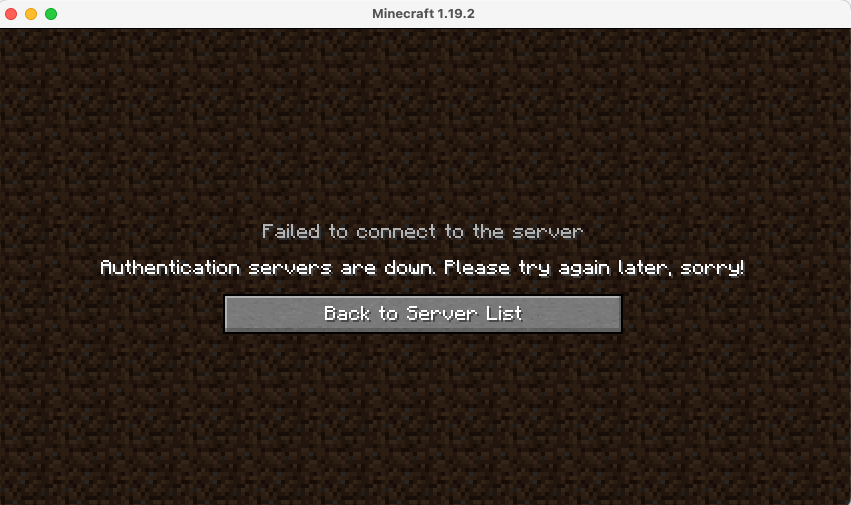 Minecraft 1.19.2
Failed to connect to the server
Authentication servers are down. Please try again later, sorry!
Back to Server List